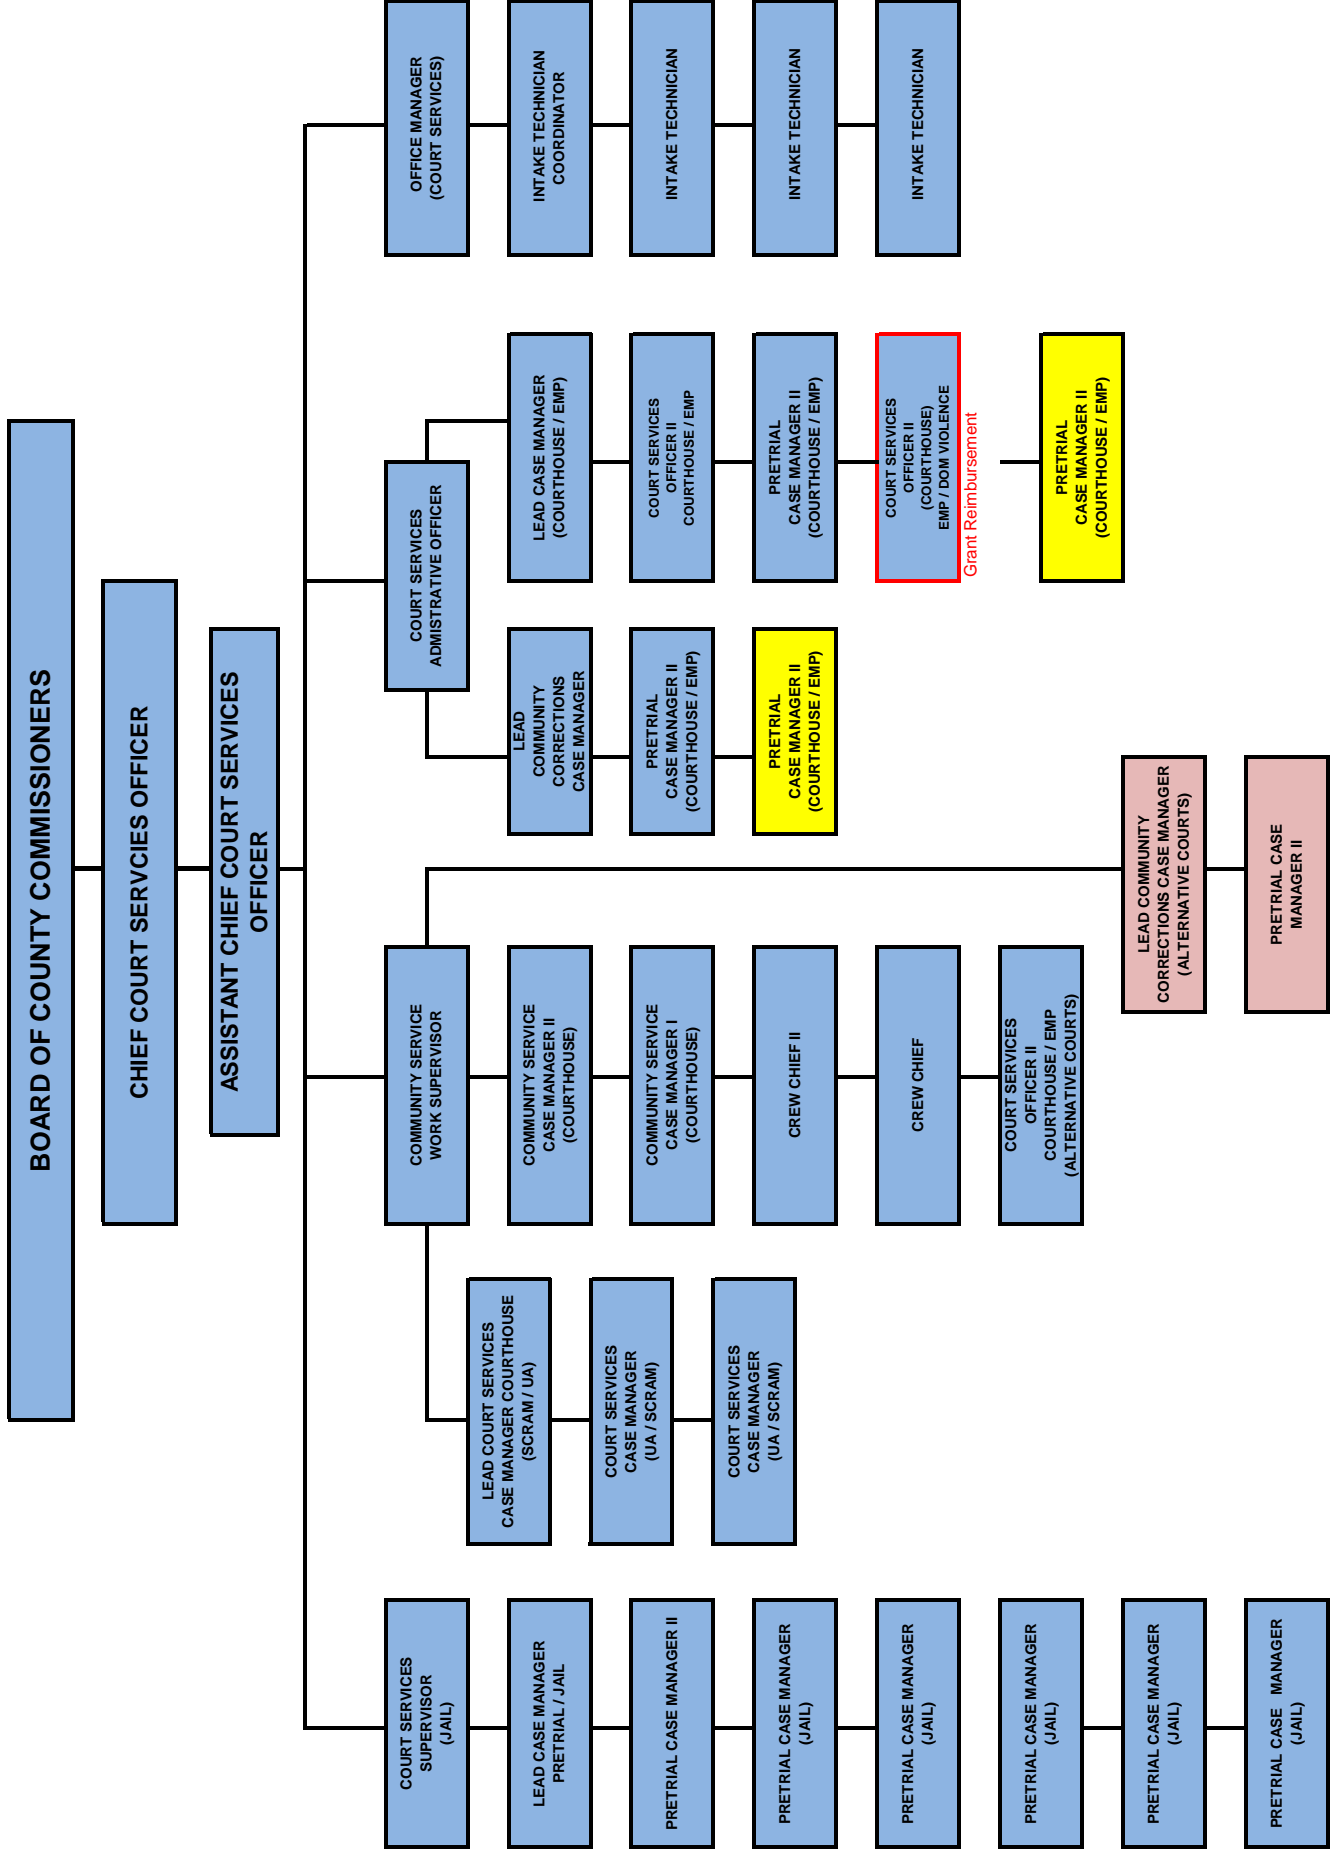 BOARD OF COUNTY COMMISSIONERS
CHIEF COURT SERVCIES OFFICER
ASSISTANT CHIEF COURT SERVICES
OFFICER
COURT SERVICES
SUPERVISOR
(JAIL)
LEAD CASE MANAGER
PRETRIAL / JAIL
PRETRIAL CASE MANAGER II
PRETRIAL CASE MANAGER
(JAIL)
PRETRIAL CASE MANAGER
(JAIL)
PRETRIAL CASE MANAGER
(JAIL)
PRETRIAL CASE MANAGER
(JAIL)
PRETRIAL CASE MANAGER
(JAIL)
LEAD COURT SERVICES
CASE MANAGER COURTHOUSE
(SCRAM / UA)
COURT SERVICES
CASE MANAGER
(UA / SCRAM)
COURT SERVICES
CASE MANAGER
(UA / SCRAM)
COMMUNITY SERVICE
WORK SUPERVISOR
COMMUNITY SERVICE
CASE MANAGER II
(COURTHOUSE)
COMMUNITY SERVICE
CASE MANAGER I
(COURTHOUSE)
CREW CHIEF II
CREW CHIEF
COURT SERVICES
OFFICER II
COURTHOUSE / EMP
(ALTERNATIVE COURTS)
LEAD COMMUNITY
CORRECTIONS CASE MANAGER
(ALTERNATIVE COURTS)
PRETRIAL CASE
MANAGER II
COURT SERVICES
ADMISTRATIVE OFFICER
LEAD
COMMUNITY
CORRECTIONS
CASE MANAGER
PRETRIAL
CASE MANAGER II
(COURTHOUSE / EMP)
PRETRIAL
CASE MANAGER II
(COURTHOUSE / EMP)
LEAD CASE MANAGER
(COURTHOUSE / EMP)
COURT SERVICES
OFFICER II
COURTHOUSE / EMP
PRETRIAL
CASE MANAGER II
(COURTHOUSE / EMP)
COURT SERVICES
OFFICER II
(COURTHOUSE)
EMP / DOM VIOLENCE
Grant Reimbursement
PRETRIAL
CASE MANAGER II
(COURTHOUSE / EMP)
OFFICE MANAGER
(COURT SERVICES)
INTAKE TECHNICIAN
COORDINATOR
INTAKE TECHNICIAN
INTAKE TECHNICIAN
INTAKE TECHNICIAN